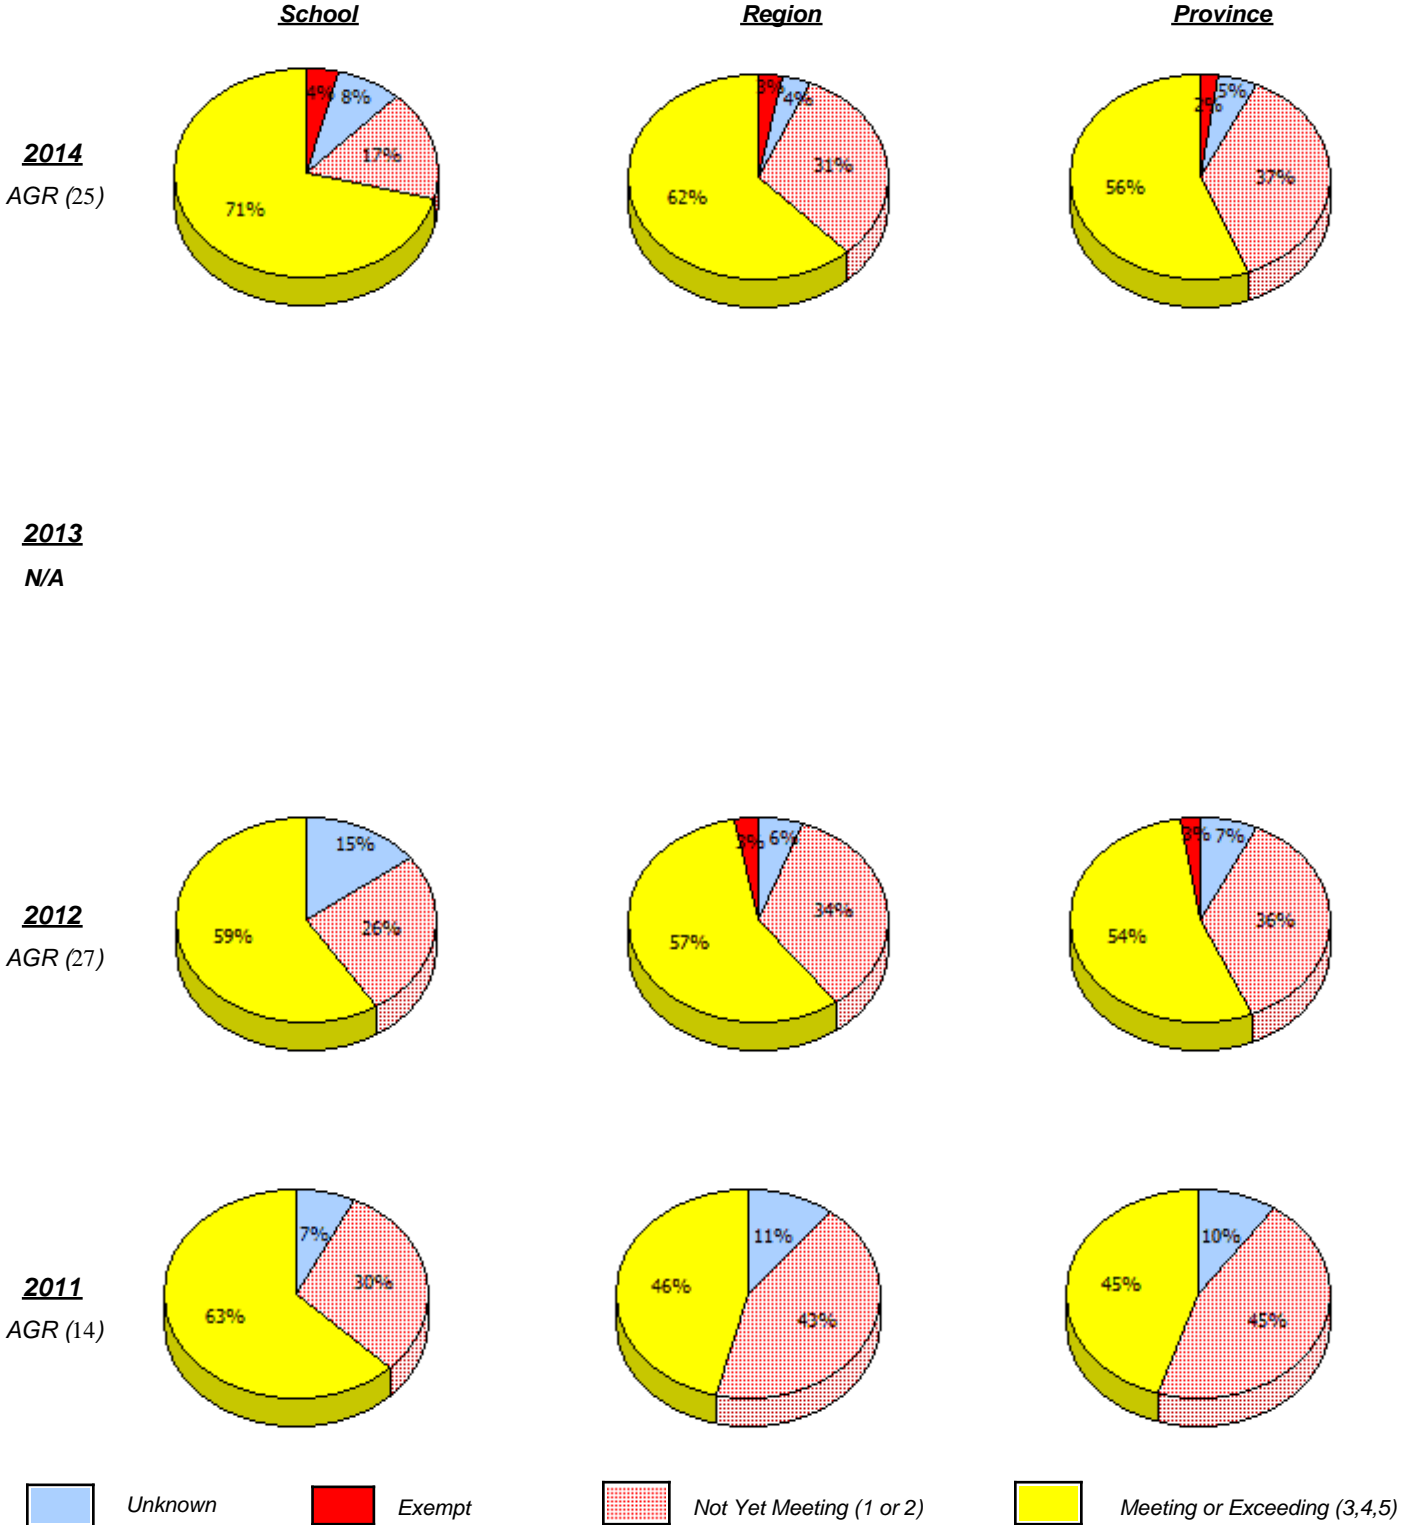 School Region Province
4% 8% 17% 71%
3% 4% 31% 62%
2% 5% 37% 56%
2014
AGR (25)
2013
N/A
15% 26% 59%
3% 6% 34% 57%
3% 7% 36% 54%
2012
AGR (27)
7% 30% 63%
11% 43% 46%
10% 45% 45%
2011
AGR (14)
Unknown Exempt Not Yet Meeting (1 or 2) Meeting or Exceeding (3,4,5)